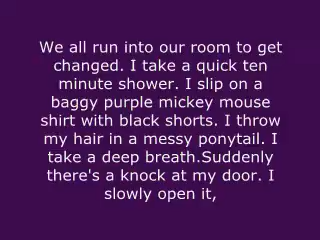 We all run into our room to get
changed. I take a quick ten
minute shower. I slip on a
baggy purple mickey mouse
shirt with black shorts. I throw
my hair in a messy ponytail. I
take a deep breath.Suddenly
there's a knock at my door. I
slowly open it,